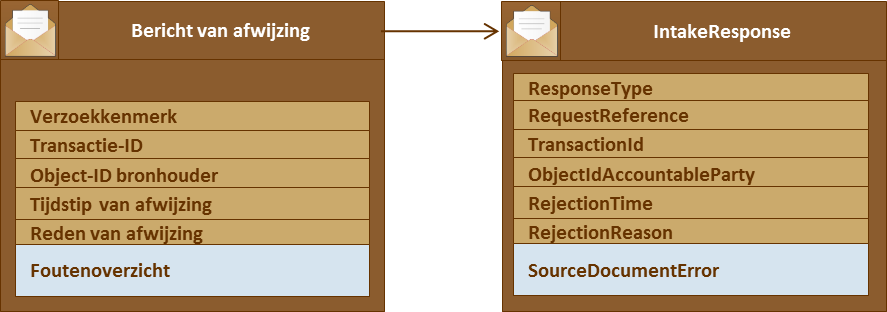 Bericht van afwijzing
Verzoekkenmerk
Transactie-ID
Object-ID bronhouder
Tijdstip van afwijzing
Reden van afwijzing
Foutenoverzicht
IntakeResponse
ResponseType
RequestReference
TransactionId
ObjectIdAccountableParty
RejectionTime
RejectionReason
SourceDocumentError